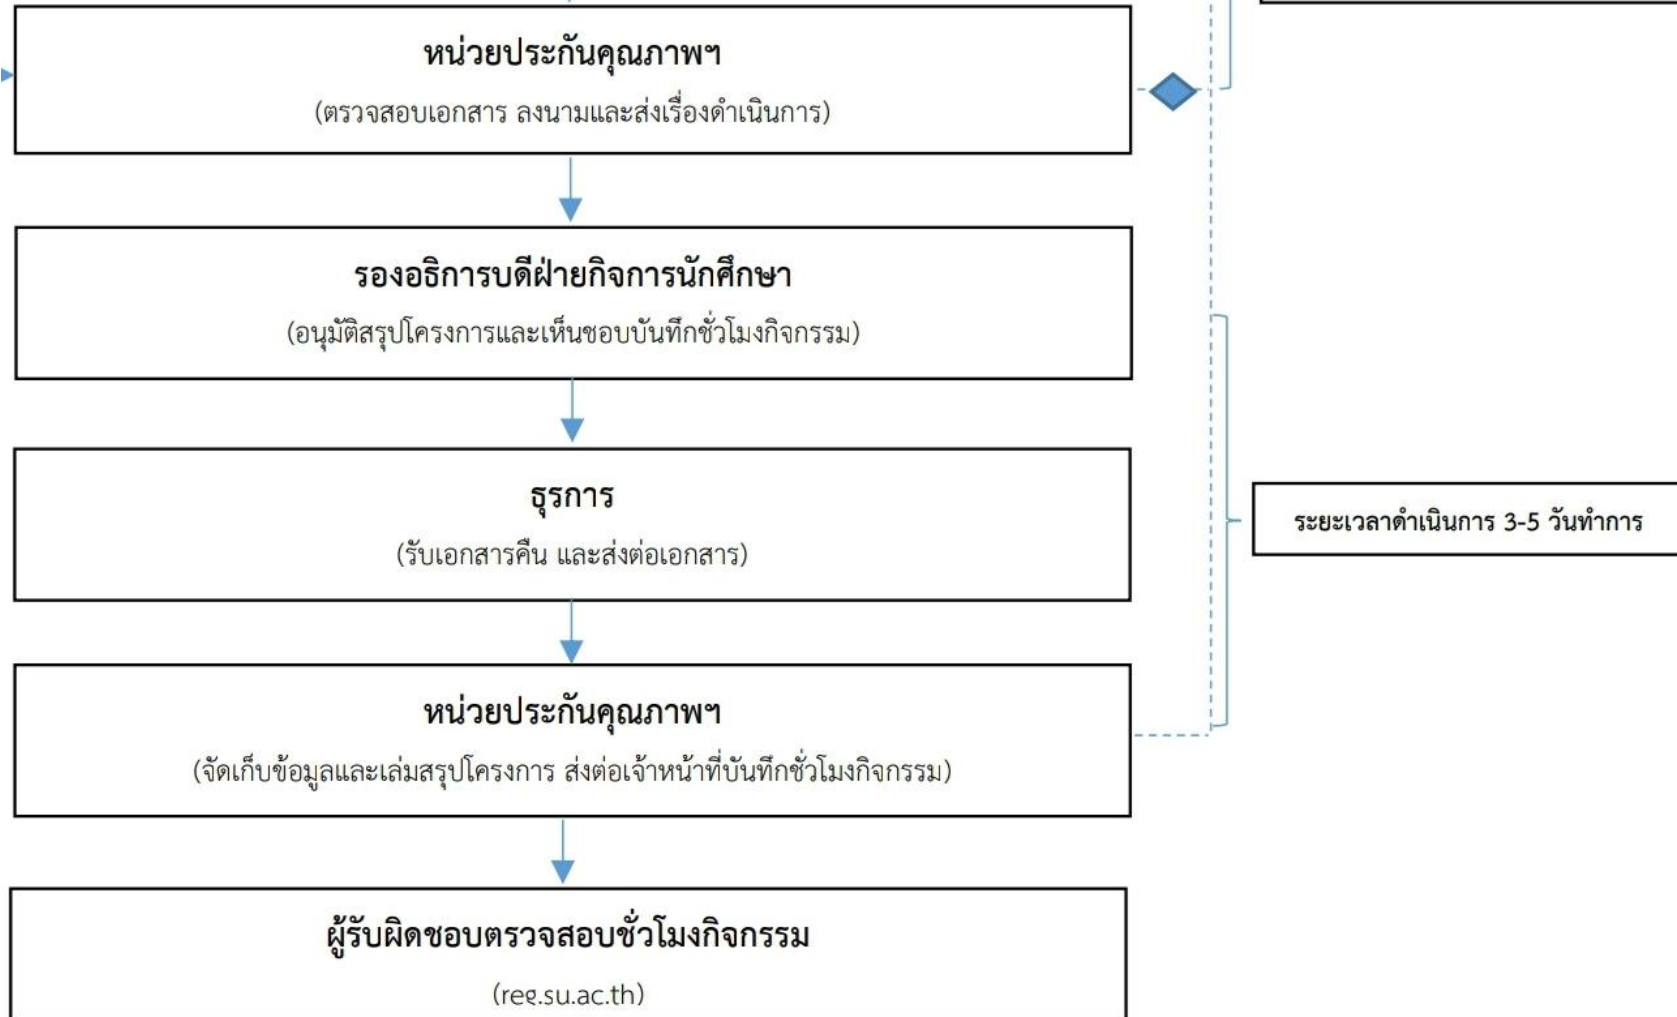 หน่วยประกันคุณภาพฯ
(ตรวจสอบเอกสาร ลงนามและส่งเรื่องดำเนินการ)
รองอธิการบดีฝ่ายกิจการนักศึกษา
(อนุมัติสรุปโครงการและเห็นชอบบันทึกชั่วโมงกิจกรรม)
ธุรการ
(รับเอกสารคืน และส่งต่อเอกสาร)
ระยะเวลาดำเนินการ 3-5 วันทำการ
หน่วยประกันคุณภาพฯ
(จัดเก็บข้อมูลและเล่มสรุปโครงการ ส่งต่อเจ้าหน้าที่บันทึกชั่วโมงกิจกรรม)
ผู้รับผิดชอบตรวจสอบชั่วโมงกิจกรรม
(reg.su.ac.th)